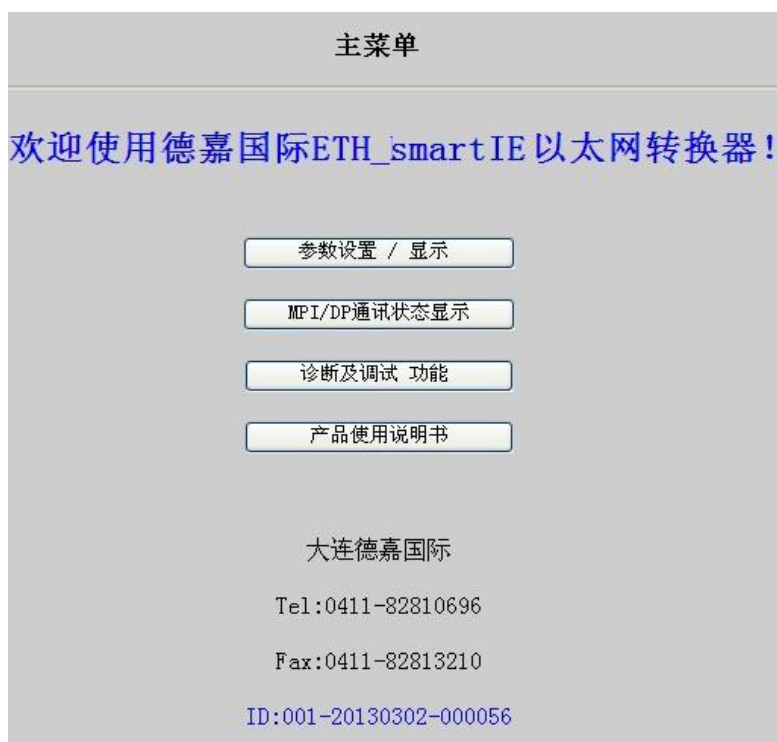 主菜单
欢迎使用德嘉国际ETH_smartIE以太网转换器!
参数设置 / 显示
MPI/DP通讯状态显示
诊断及调试 功能
产品使用说明书
大连德嘉国际
Tel:0411-82810696
Fax:0411-82813210
ID:001-20130302-000056